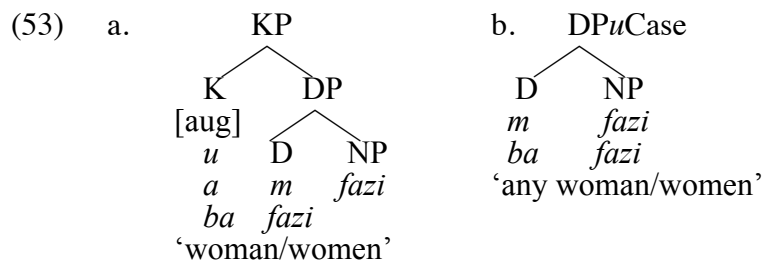 (53) a. KP b. DPuCase
K DP D NP
[aug] m fazi
u D NP ba fazi
a m fazi ‘any woman/women’
ba fazi
‘woman/women’